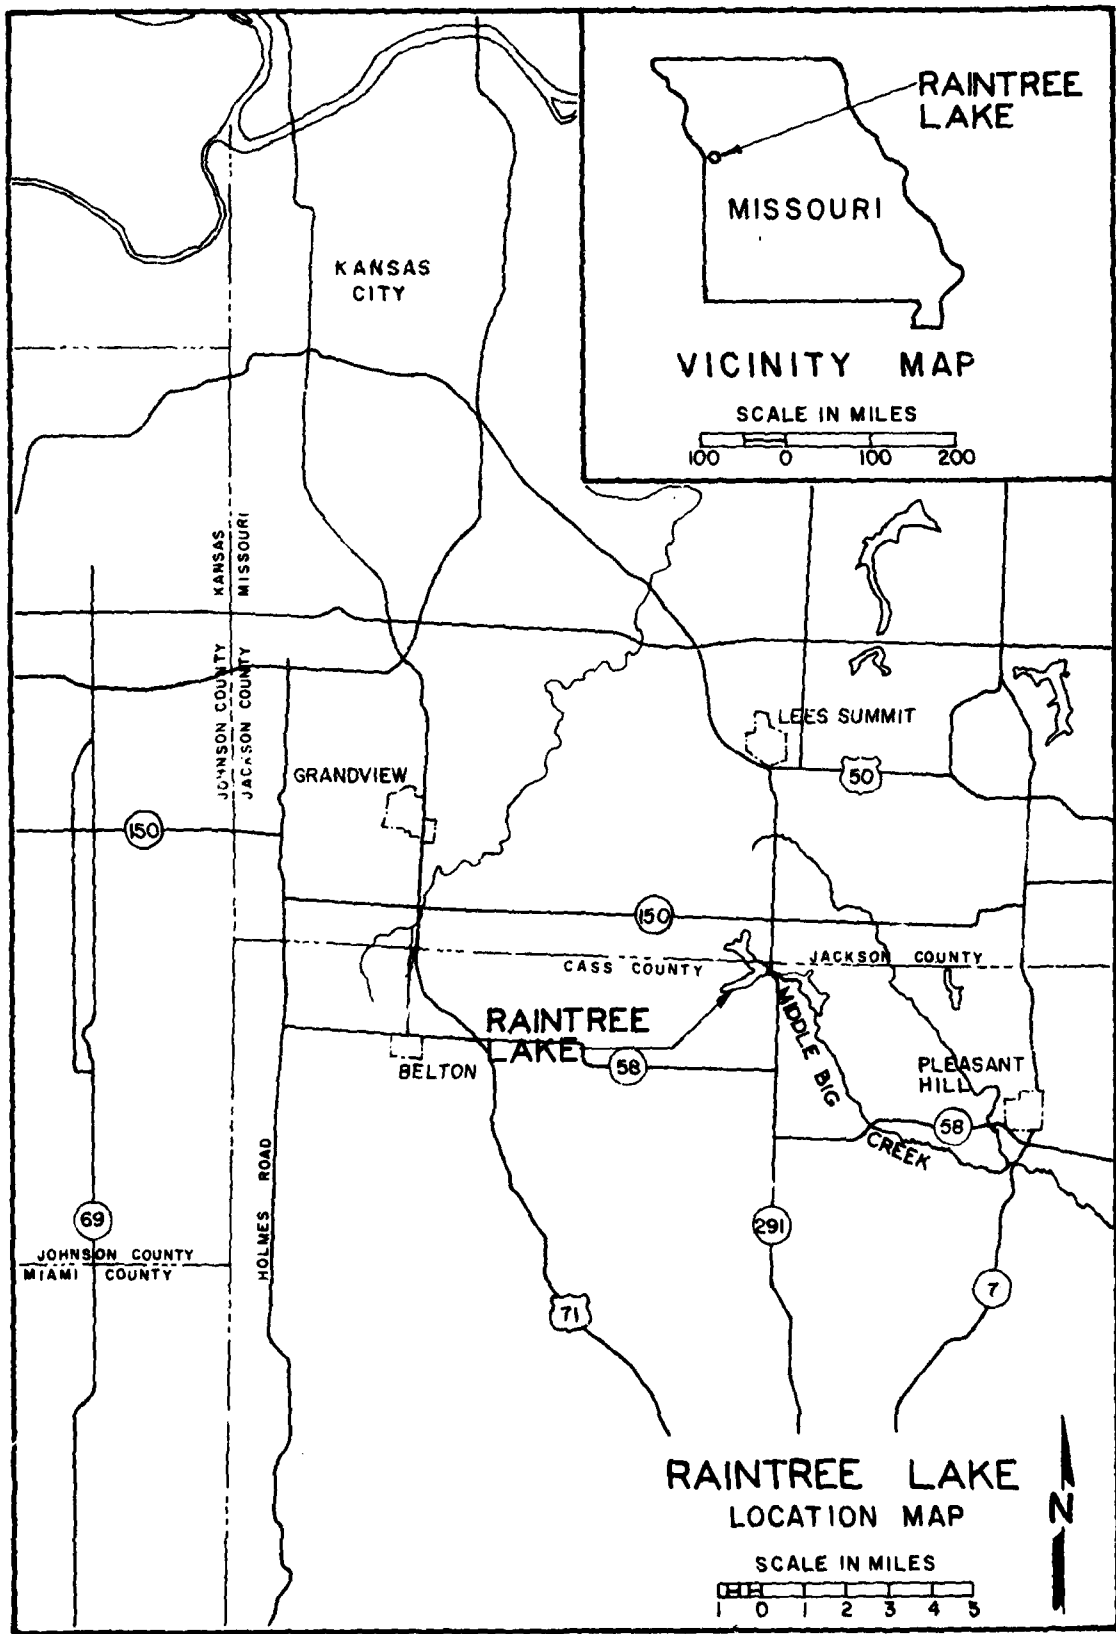 RAINTREE
LAKE
MISSOURI
VICINITY MAP
SCALE IN MILES
100 0 100 200
KANSAS
CITY
KANSAS
MISSOURI
JOHNSON COUNTY
JACKSON COUNTY
LEES SUMMIT
50
GRANDVIEW
150
150
CASS COUNTY
JACKSON COUNTY
RAINTREE
LAKE
58
BELTON
MIDDLE BIG
CREEK
PLEASANT
HILL
58
HOLMES ROAD
69
JOHNSON COUNTY
MIAMI COUNTY
291
71
7
RAINTREE LAKE
LOCATION MAP
N
SCALE IN MILES
1 0 1 2 3 4 5